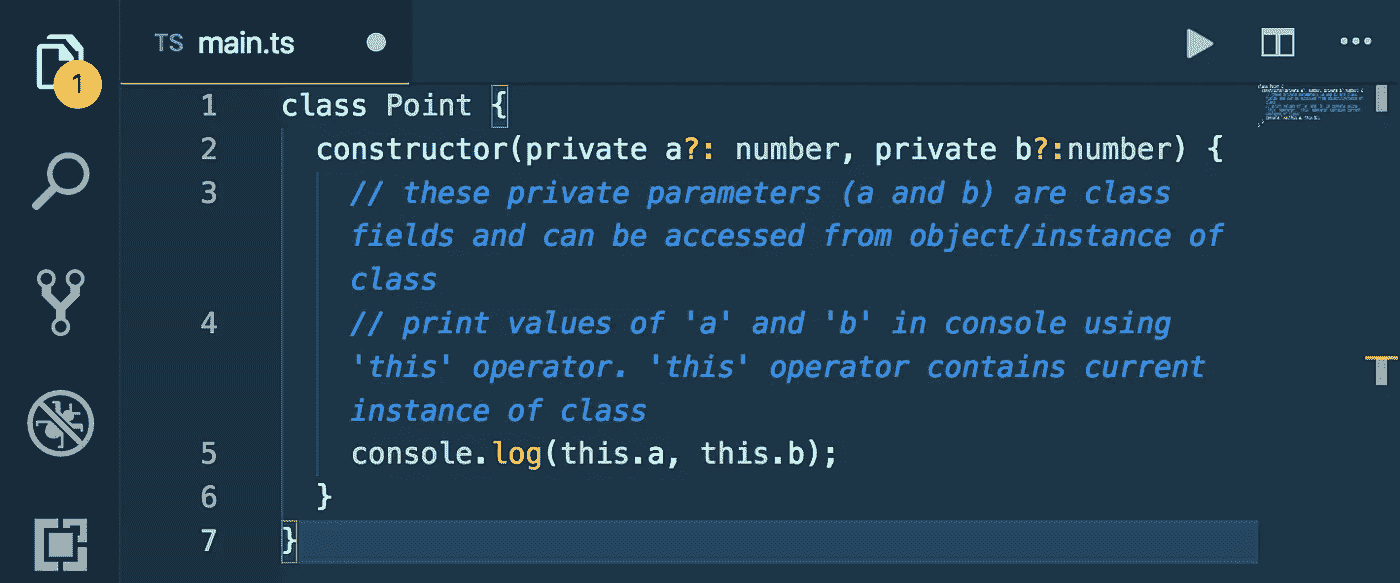 TS main.ts
1
1 class Point {
2 constructor(private a?: number, private b?:number) {
3 // these private parameters (a and b) are class
fields and can be accessed from object/instance of
class
4 // print values of 'a' and 'b' in console using
'this' operator. 'this' operator contains current
instance of class
5 console.log(this.a, this.b);
6 }
7 }